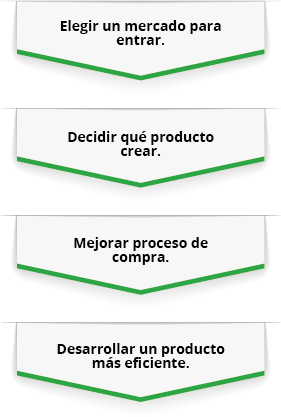 Elegir un mercado para
entrar.
Decidir qué producto
crear.
Mejorar proceso de
compra.
Desarrollar un producto
más eficiente.